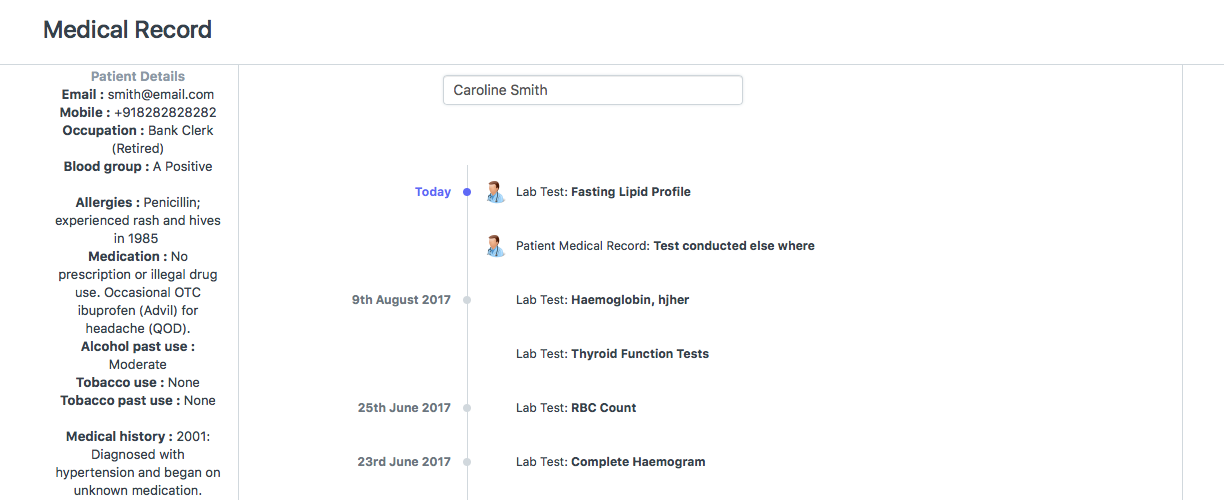 Medical Record
Patient Details
Email : smith@email.com
Mobile : +918282828282
Occupation : Bank Clerk
(Retired)
Blood group : A Positive
Allergies : Penicillin;
experienced rash and hives
in 1985
Medication : No
prescription or illegal drug
use. Occasional OTC
ibuprofen (Advil) for
headache (QOD).
Alcohol past use :
Moderate
Tobacco use : None
Tobacco past use : None
Medical history : 2001:
Diagnosed with
hypertension and began on
unknown medication.
Caroline Smith
Today Lab Test: Fasting Lipid Profile
Patient Medical Record: Test conducted else where
9th August 2017 Lab Test: Haemoglobin, hjher
Lab Test: Thyroid Function Tests
25th June 2017 Lab Test: RBC Count
23rd June 2017 Lab Test: Complete Haemogram